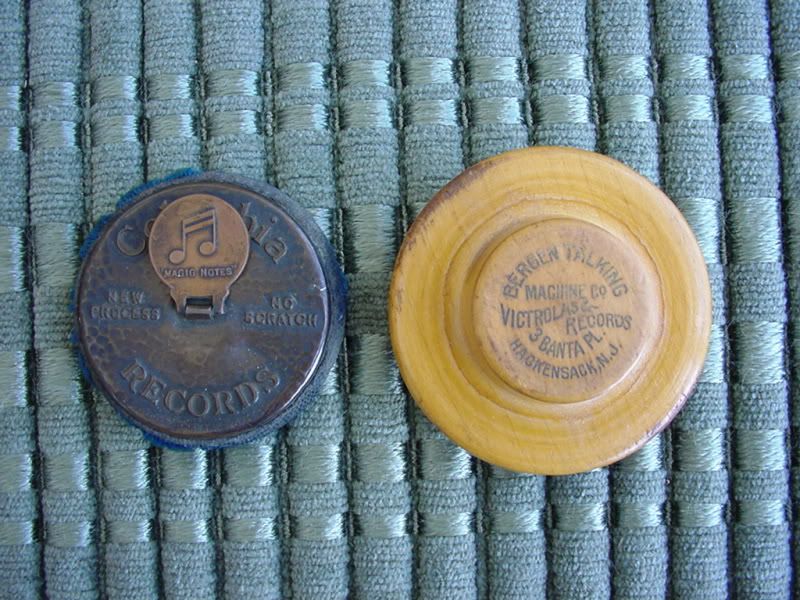 Columbia
"MAGIC NOTES"
NEW PROCESS
NO SCRATCH
RECORDS
BERGEN TALKING
MACHINE CO
VICTROLAS &
RECORDS
3 BANTA PL.
HACKENSACK, N.J.